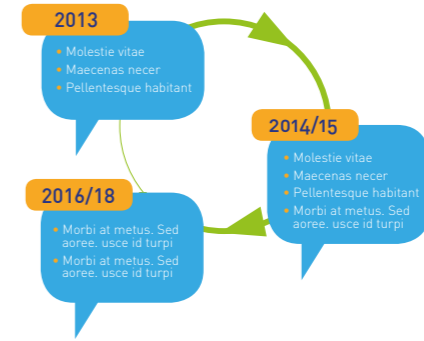 2013
• Molestie vitae
• Maecenas necer
• Pellentesque habitant
2014/15
• Molestie vitae
• Maecenas necer
• Pellentesque habitant
• Morbi at metus. Sed
aoree. usce id turpi
2016/18
• Morbi at metus. Sed
aoree. usce id turpi
• Morbi at metus. Sed
aoree. usce id turpi